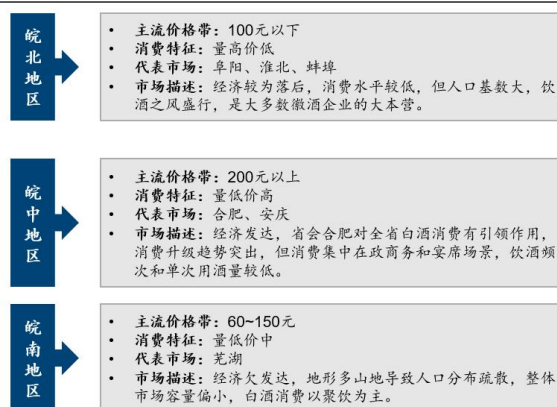 皖北地区
• 主流价格带：100元以下
• 消费特征：量高价低
• 代表市场：阜阳、淮北、蚌埠
• 市场描述：经济较为落后，消费水平较低，但人口基数大，饮
酒之风盛行，是大多数徽酒企业的大本营。
皖中地区
• 主流价格带：200元以上
• 消费特征：量低价高
• 代表市场：合肥、安庆
• 市场描述：经济发达，省会合肥对全省白酒消费有引领作用，
消费升级趋势突出，但消费集中在政商务和宴席场景，饮酒频
次和单次用酒量较低。
皖南地区
• 主流价格带：60~150元
• 消费特征：量低价中
• 代表市场：芜湖
• 市场描述：经济欠发达，地形多山地导致人口分布疏散，整体
市场容量偏小，白酒消费以聚饮为主。